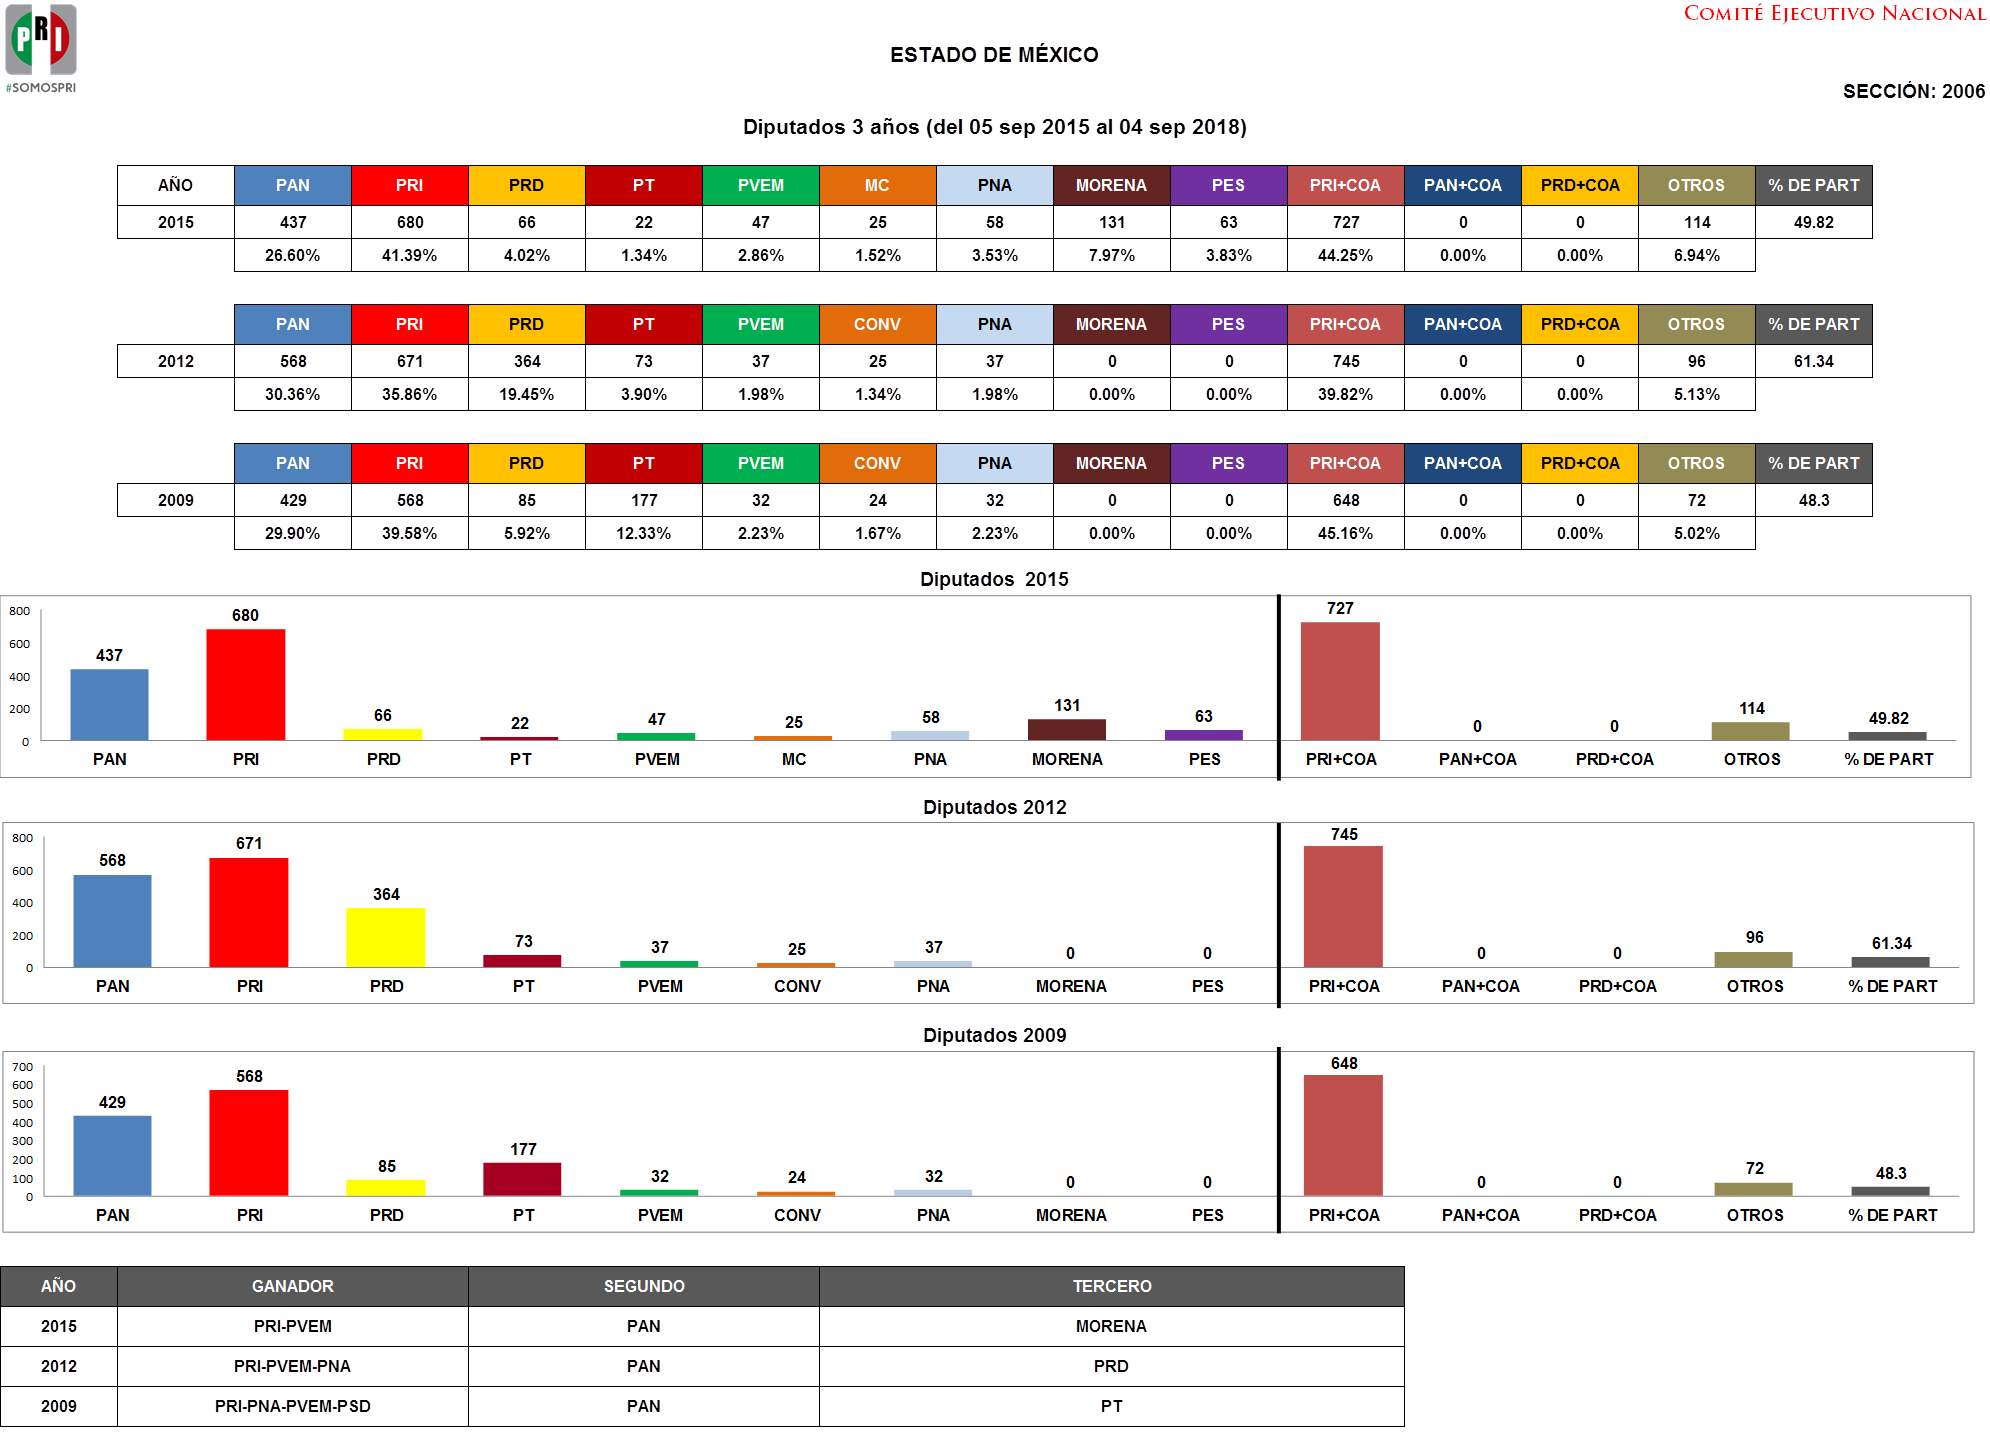 PRI
#SOMOSPRI
COMITÉ EJECUTIVO NACIONAL
ESTADO DE MÉXICO
SECCIÓN: 2006
Diputados 3 años (del 05 sep 2015 al 04 sep 2018)
AÑO PAN PRI PRD PT PVEM MC PNA MORENA PES PRI+COA PAN+COA PRD+COA OTROS % DE PART
2015 437 680 66 22 47 25 58 131 63 727 0 0 114 49.82
26.60% 41.39% 4.02% 1.34% 2.86% 1.52% 3.53% 7.97% 3.83% 44.25% 0.00% 0.00% 6.94%
PAN PRI PRD PT PVEM CONV PNA MORENA PES PRI+COA PAN+COA PRD+COA OTROS % DE PART
2012 568 671 364 73 37 25 37 0 0 745 0 0 96 61.34
30.36% 35.86% 19.45% 3.90% 1.98% 1.34% 1.98% 0.00% 0.00% 39.82% 0.00% 0.00% 5.13%
PAN PRI PRD PT PVEM CONV PNA MORENA PES PRI+COA PAN+COA PRD+COA OTROS % DE PART
2009 429 568 85 177 32 24 32 0 0 648 0 0 72 48.3
29.90% 39.58% 5.92% 12.33% 2.23% 1.67% 2.23% 0.00% 0.00% 45.16% 0.00% 0.00% 5.02%
Diputados 2015
800
600
400
200
0
437 680 66 22 47 25 58 131 63 727 0 0 114 49.82
PAN PRI PRD PT PVEM MC PNA MORENA PES PRI+COA PAN+COA PRD+COA OTROS % DE PART
Diputados 2012
800
600
400
200
0
568 671 364 73 37 25 37 0 0 745 0 0 96 61.34
PAN PRI PRD PT PVEM CONV PNA MORENA PES PRI+COA PAN+COA PRD+COA OTROS % DE PART
Diputados 2009
700
600
500
400
300
200
100
0
429 568 85 177 32 24 32 0 0 648 0 0 72 48.3
PAN PRI PRD PT PVEM CONV PNA MORENA PES PRI+COA PAN+COA PRD+COA OTROS % DE PART
AÑO GANADOR SEGUNDO TERCERO
2015 PRI-PVEM PAN MORENA
2012 PRI-PVEM-PNA PAN PRD
2009 PRI-PNA-PVEM-PSD PAN PT